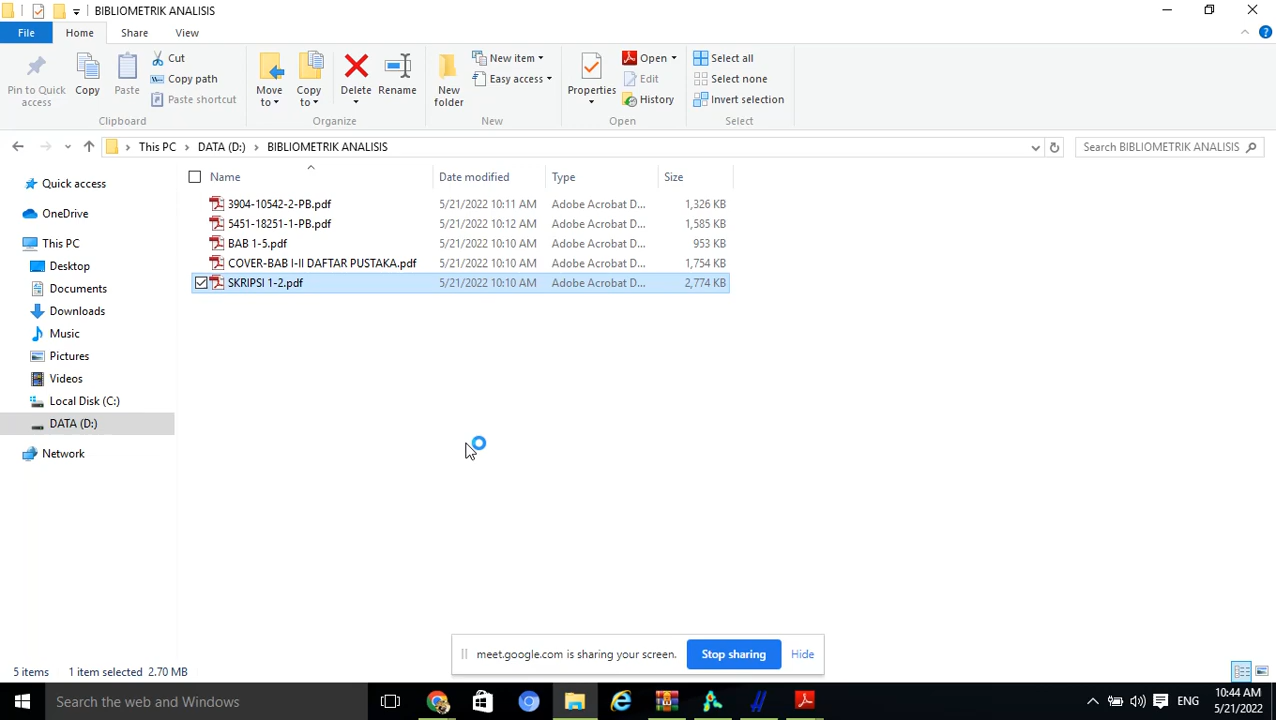 BIBLIOMETRIK ANALISIS
File Home Share View
Pin to Quick access
Copy
Paste
Cut
Copy path
Paste shortcut
Clipboard
Move to
Copy to
Delete
Rename
Organize
New folder
New item
Easy access
New
Properties
Open
Edit
History
Open
Select all
Select none
Invert selection
Select
This PC DATA (D:) BIBLIOMETRIK ANALISIS
Search BIBLIOMETRIK ANALISIS
Name Date modified Type Size
3904-10542-2-PB.pdf 5/21/2022 10:11 AM Adobe Acrobat D... 1,326 KB
5451-18251-1-PB.pdf 5/21/2022 10:12 AM Adobe Acrobat D... 1,585 KB
BAB 1-5.pdf 5/21/2022 10:10 AM Adobe Acrobat D... 953 KB
COVER-BAB I-II DAFTAR PUSTAKA.pdf 5/21/2022 10:10 AM Adobe Acrobat D... 1,754 KB
SKRIPSI 1-2.pdf 5/21/2022 10:10 AM Adobe Acrobat D... 2,774 KB
Quick access
OneDrive
This PC
Desktop
Documents
Downloads
Music
Pictures
Videos
Local Disk (C:)
DATA (D:)
Network
meet.google.com is sharing your screen. Stop sharing Hide
5 items 1 item selected 2.70 MB
Search the web and Windows
ENG
10:44 AM
5/21/2022